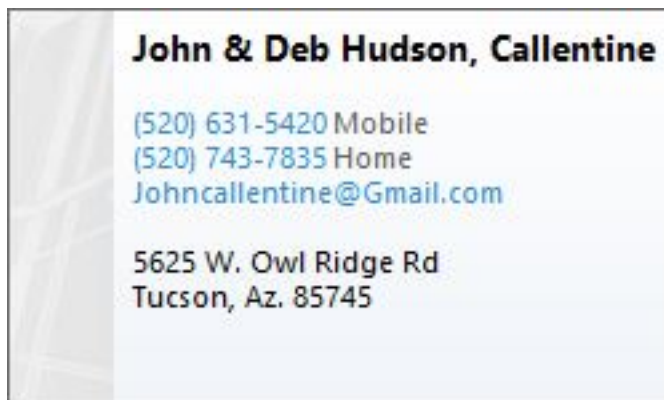 John & Deb Hudson, Callentine
(520) 631-5420 Mobile
(520) 743-7835 Home
Johncallentine@Gmail.com
5625 W. Owl Ridge Rd
Tucson, Az. 85745